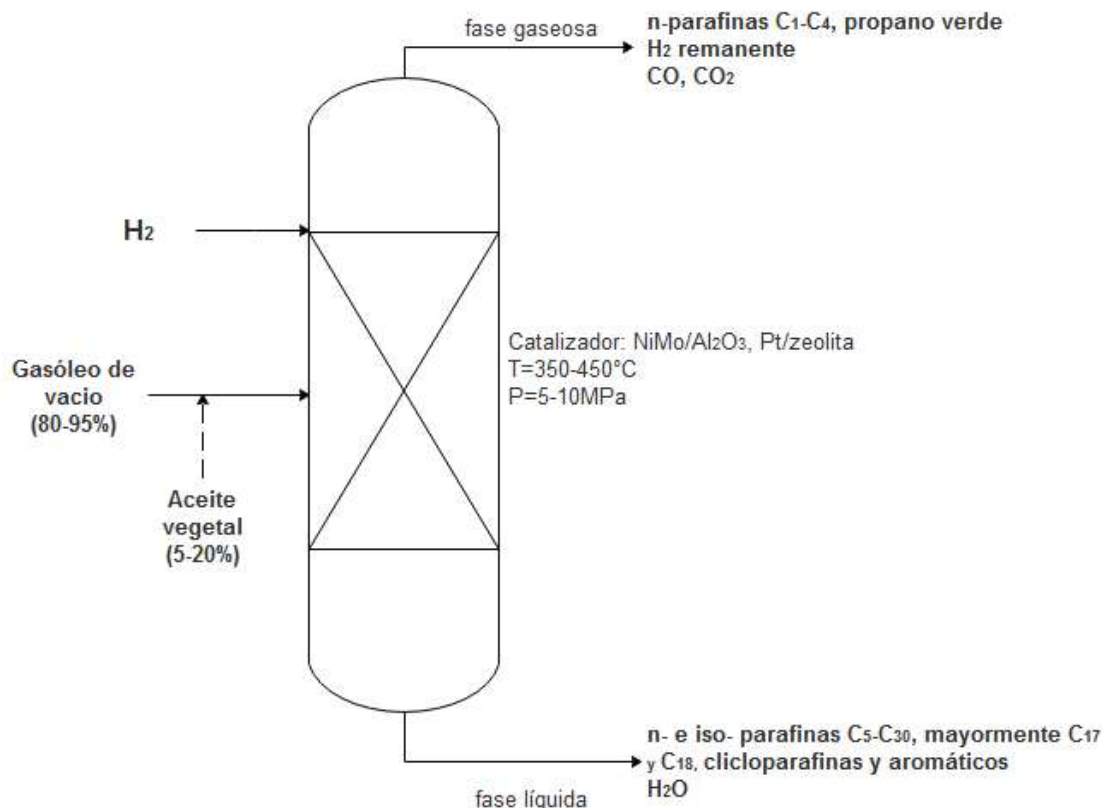 fase gaseosa
n-parafinas C1-C4, propano verde
H2 remanente
CO, CO2
H2
Catalizador: NiMo/Al2O3, Pt/zeolita
T=350-450°C
P=5-10MPa
Gasóleo de
vacio
(80-95%)
Aceite
vegetal
(5-20%)
n- e iso- parafinas C5-C30, mayormente C17
y C18, clicloparafinas y aromáticos
H2O
fase líquida